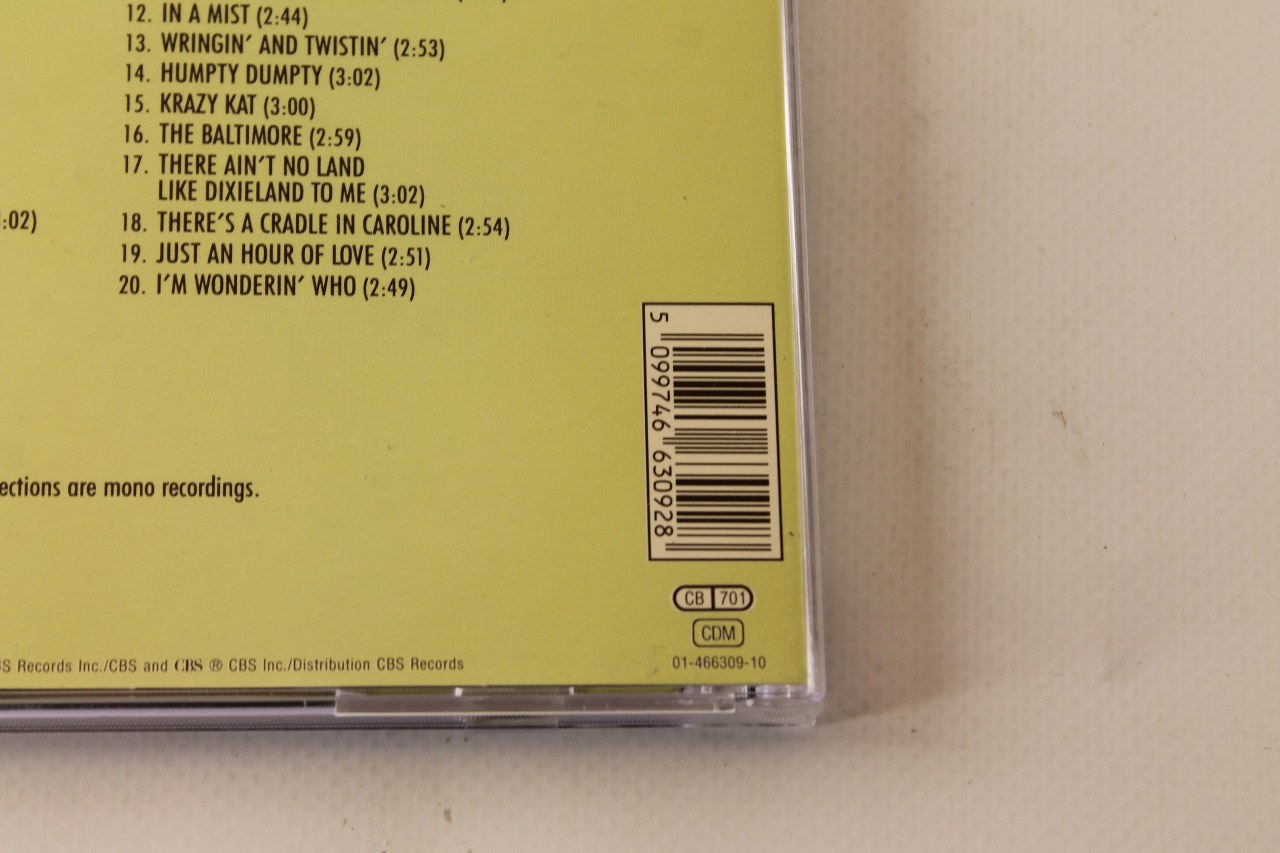 12. IN A MIST (2:44)
13. WRINGIN' AND TWISTIN' (2:53)
14. HUMPTY DUMPTY (3:02)
15. KRAZY KAT (3:00)
16. THE BALTIMORE (2:59)
17. THERE AIN'T NO LAND
LIKE DIXIELAND TO ME (3:02)
:02)
18. THERE'S A CRADLE IN CAROLINE (2:54)
19. JUST AN HOUR OF LOVE (2:51)
20. I'M WONDERIN' WHO (2:49)
5 099746 630928
ections are mono recordings.
CB 701
CDM
S Records Inc./CBS and CBS ® CBS Inc./Distribution CBS Records
01-466309-10